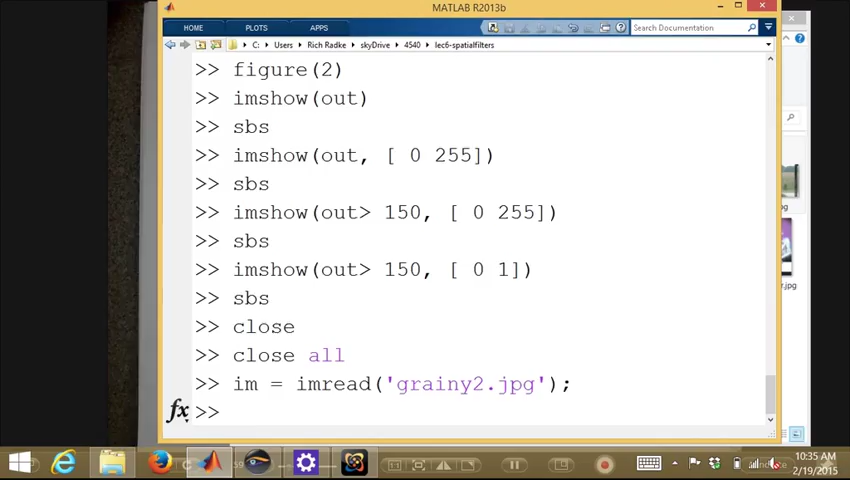 MATLAB R2013b
HOME PLOTS APPS Search Documentation
C: Users Rich Radke skyDrive 4540 lec6-spatialfilters
>> figure(2)
>> imshow(out)
>> sbs
>> imshow(out, [ 0 255])
>> sbs
>> imshow(out> 150, [ 0 255])
>> sbs
>> imshow(out> 150, [ 0 1])
>> sbs
>> close
>> close all
>> im = imread('grainy2.jpg');
fx >>
10:35 AM
2/19/2015